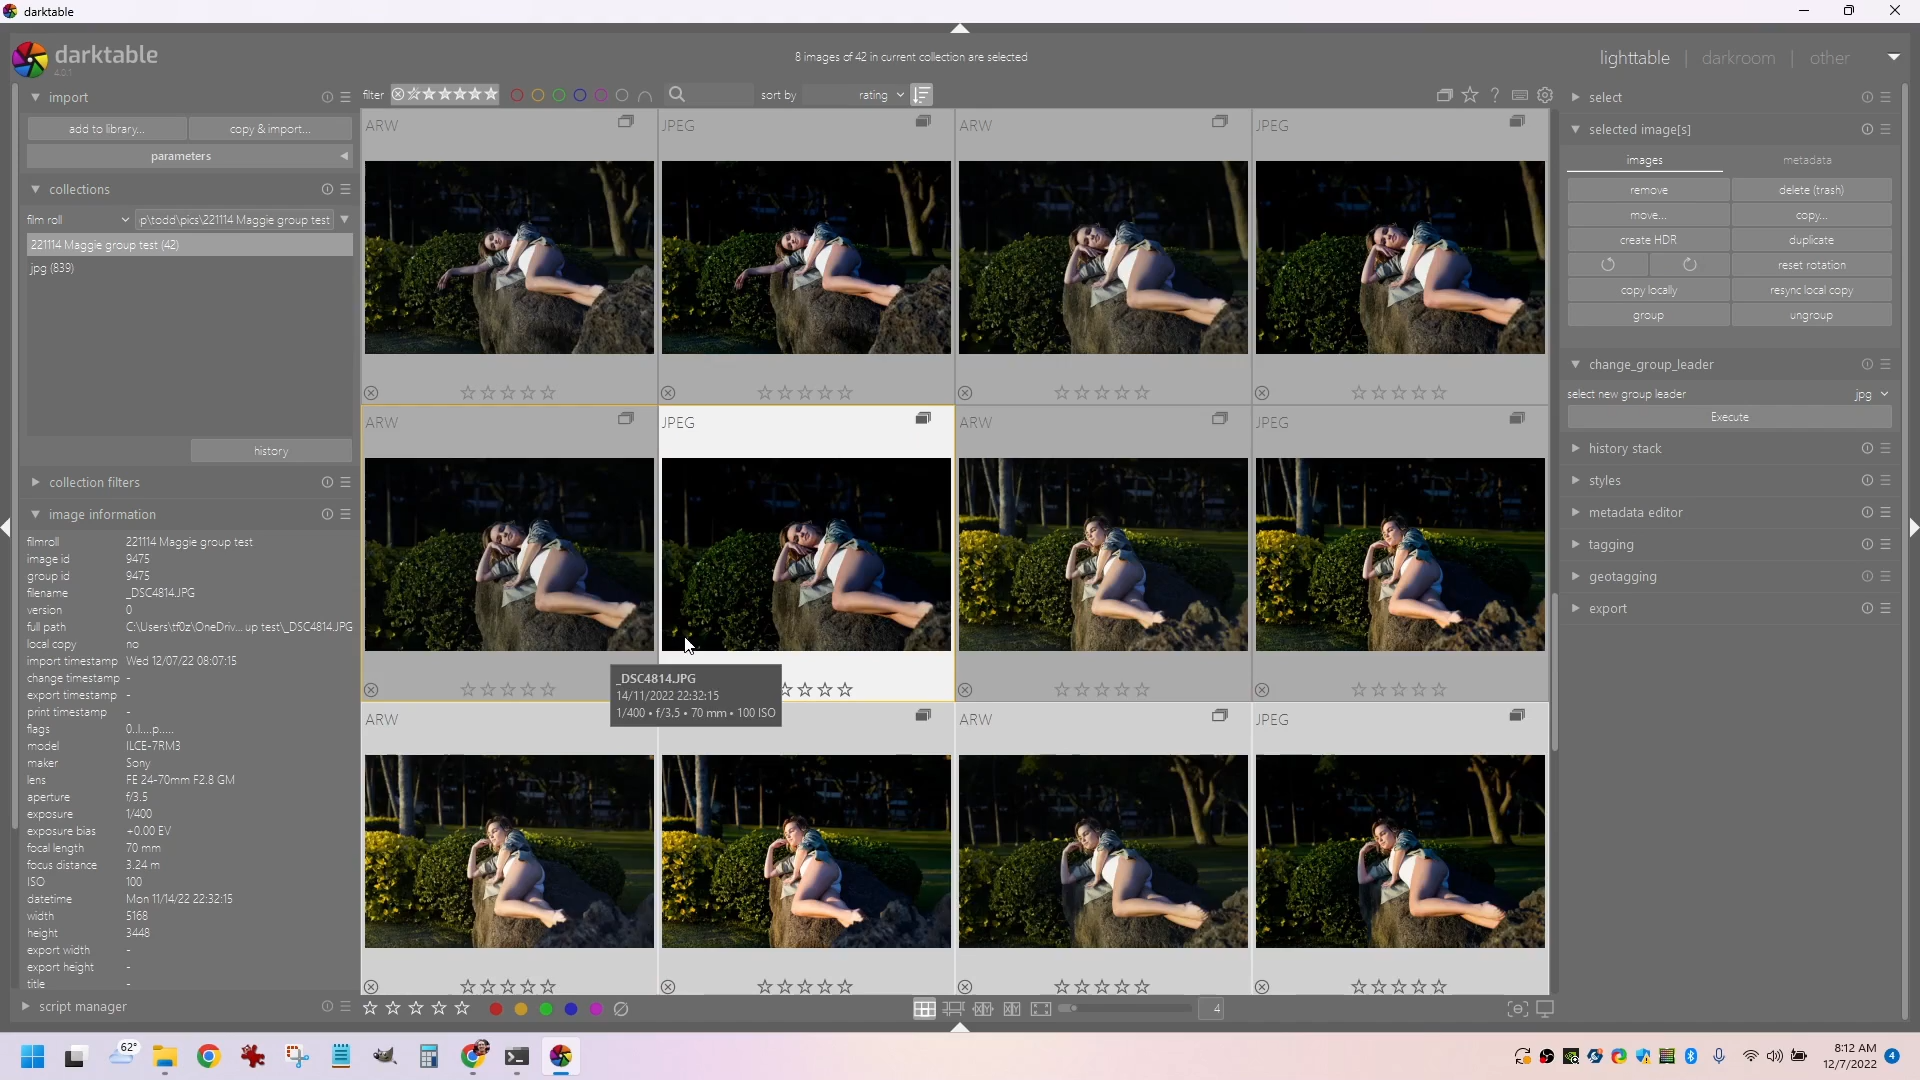 darktable
darktable
4.0.1
8 images of 42 in current collection are selected
lighttable | darkroom | other
import
filter
sort by
rating
select
add to library...
copy & import...
parameters
collections
film roll
p\todd\pics\221114 Maggie group test
221114 Maggie group test (42)
jpg (839)
history
collection filters
image information
filmroll 221114 Maggie group test
image id 9475
group id 9475
filename _DSC4814.JPG
version 0
full path C:\Users\tf0z\OneDriv... up test\_DSC4814.JPG
local copy no
import timestamp Wed 12/07/22 08:07:15
change timestamp -
export timestamp -
print timestamp -
flags 0..l....p.....
model ILCE-7RM3
maker Sony
lens FE 24-70mm F2.8 GM
aperture f/3.5
exposure 1/400
exposure bias +0.00 EV
focal length 70 mm
focus distance 3.24 m
ISO 100
datetime Mon 11/14/22 22:32:15
width 5168
height 3448
export width -
export height -
title -
script manager
ARW
JPEG
ARW
JPEG
ARW
JPEG
ARW
JPEG
_DSC4814.JPG
14/11/2022 22:32:15
1/400 • f/3.5 • 70 mm • 100 ISO
ARW
ARW
JPEG
4
selected image[s]
images
metadata
remove
delete (trash)
move...
copy...
create HDR
duplicate
reset rotation
copy locally
resync local copy
group
ungroup
change_group_leader
select new group leader
jpg
Execute
history stack
styles
metadata editor
tagging
geotagging
export
62°
8:12 AM
12/7/2022
4